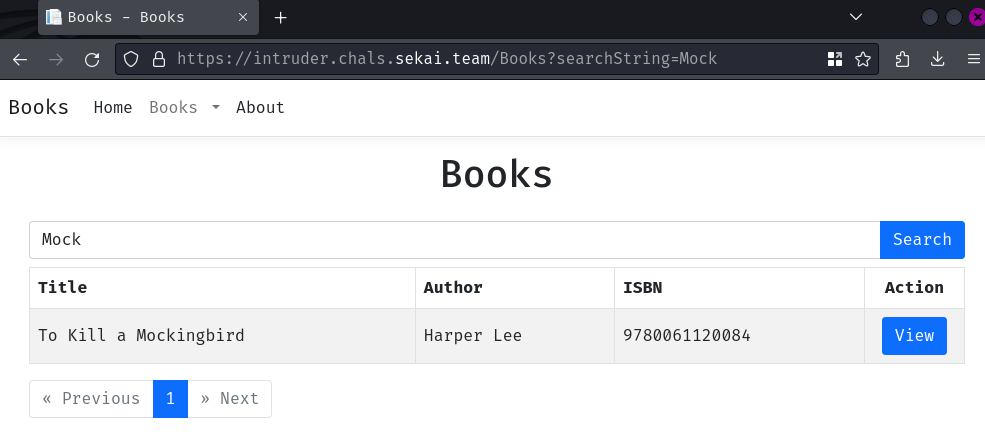 Books - Books
https://intruder.chals.sekai.team/Books?searchString=Mock
Books Home Books About
Books
Mock Search
Title Author ISBN Action
To Kill a Mockingbird Harper Lee 9780061120084 View
« Previous 1 » Next